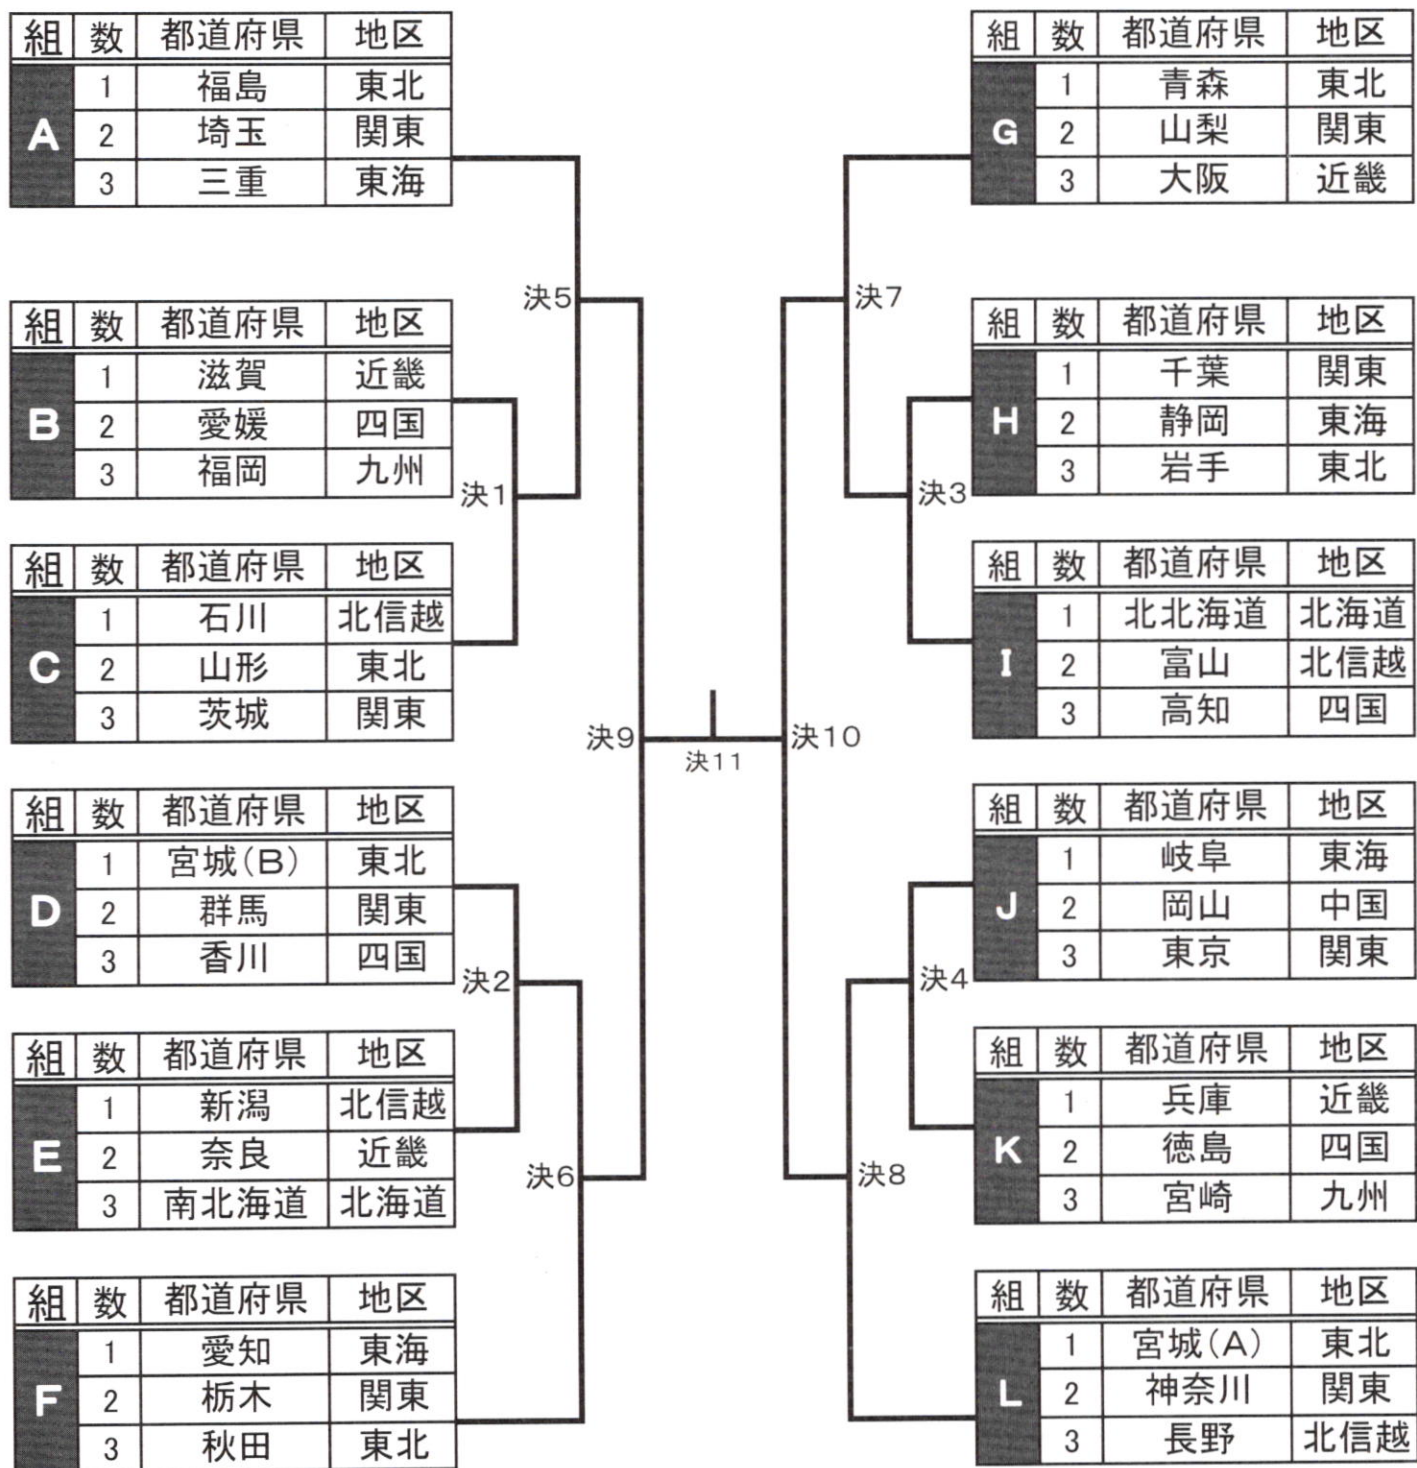 組 数 都道府県 地区
A
1 福島 東北
2 埼玉 関東
3 三重 東海
組 数 都道府県 地区
B
1 滋賀 近畿
2 愛媛 四国
3 福岡 九州
組 数 都道府県 地区
C
1 石川 北信越
2 山形 東北
3 茨城 関東
組 数 都道府県 地区
D
1 宮城(B) 東北
2 群馬 関東
3 香川 四国
組 数 都道府県 地区
E
1 新潟 北信越
2 奈良 近畿
3 南北海道 北海道
組 数 都道府県 地区
F
1 愛知 東海
2 栃木 関東
3 秋田 東北
決5
決1
決9
決2
決6
決11
決7
決3
決10
決4
決8
組 数 都道府県 地区
G
1 青森 東北
2 山梨 関東
3 大阪 近畿
組 数 都道府県 地区
H
1 千葉 関東
2 静岡 東海
3 岩手 東北
組 数 都道府県 地区
I
1 北北海道 北海道
2 富山 北信越
3 高知 四国
組 数 都道府県 地区
J
1 岐阜 東海
2 岡山 中国
3 東京 関東
組 数 都道府県 地区
K
1 兵庫 近畿
2 徳島 四国
3 宮崎 九州
組 数 都道府県 地区
L
1 宮城(A) 東北
2 神奈川 関東
3 長野 北信越